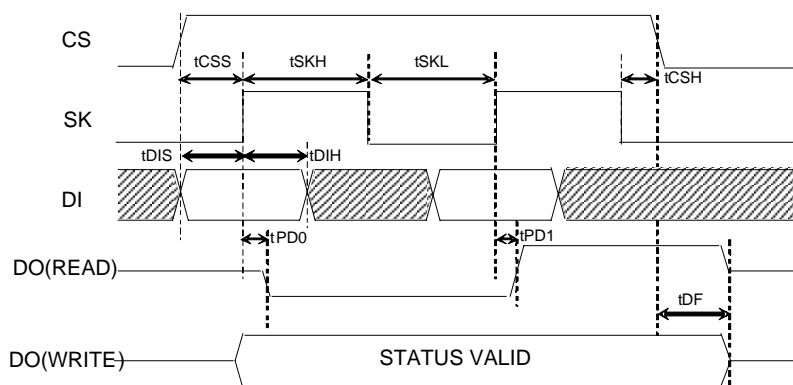 CS
tCSS tSKH tSKL
tCSH
SK
tDIS tDIH
DI
tPD0 tPD1
DO(READ)
tDF
DO(WRITE) STATUS VALID